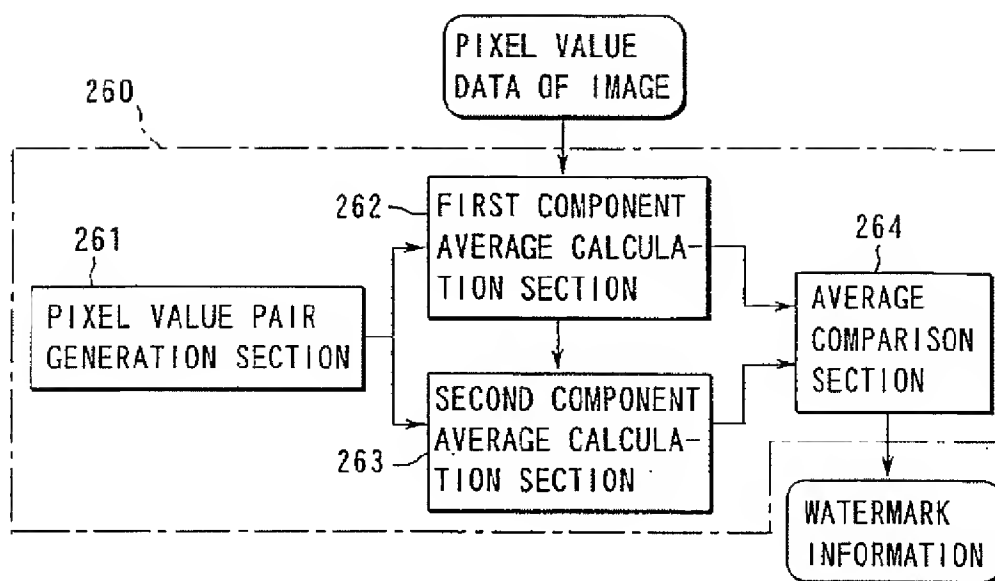 PIXEL VALUE
DATA OF IMAGE
260
262
FIRST COMPONENT
AVERAGE CALCULA-
TION SECTION
261
PIXEL VALUE PAIR
GENERATION SECTION
264
AVERAGE
COMPARISON
SECTION
263
SECOND COMPONENT
AVERAGE CALCULA-
TION SECTION
WATERMARK
INFORMATION